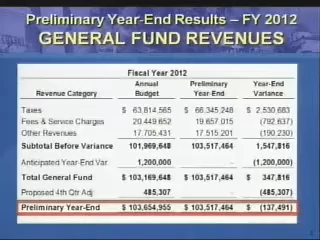 Preliminary Year-End Results – FY 2012
GENERAL FUND REVENUES
Fiscal Year 2012
Annual Preliminary Year-End
Revenue Category Budget Year-End Variance
Taxes $ 63,814,565 $ 66,345,248 $ 2,530,683
Fees & Service Charges 20,449,652 19,657,015 (792,637)
Other Revenues 17,705,431 17,515,201 (190,230)
Subtotal Before Variance 101,969,648 103,517,464 1,547,816
Anticipated Year-End Var 1,200,000 - (1,200,000)
Total General Fund $ 103,169,648 $ 103,517,464 $ 347,816
Proposed 4th Qtr Adj 485,307 - (485,307)
Preliminary Year-End $ 103,654,955 $ 103,517,464 $ (137,491)